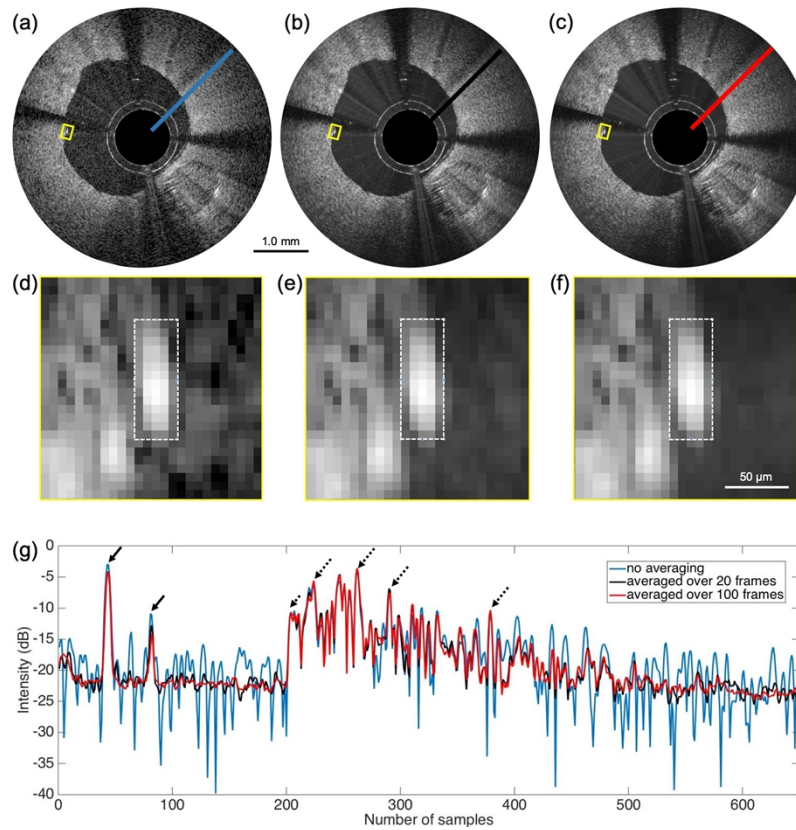 (a)
(b)
(c)
1.0 mm
(d)
(e)
(f)
50 µm
(g)
0
-5
-10
-15
-20
-25
-30
-35
-40
Intensity (dB)
no averaging
averaged over 20 frames
averaged over 100 frames
0 100 200 300 400 500 600
Number of samples